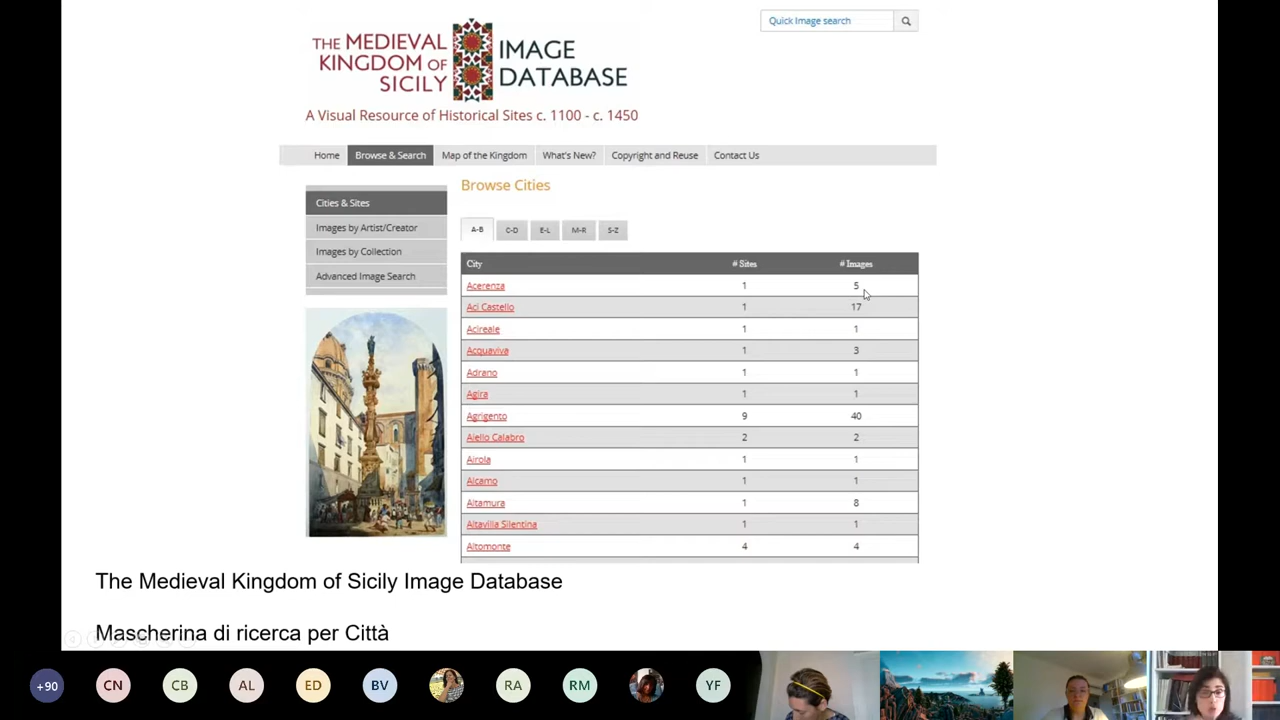 Quick Image search
THE MEDIEVAL
KINGDOM OF
SICILY
IMAGE
DATABASE
A Visual Resource of Historical Sites c. 1100 - c. 1450
Home Browse & Search Map of the Kingdom What's New? Copyright and Reuse Contact Us
Cities & Sites
Images by Artist/Creator
Images by Collection
Advanced Image Search
Browse Cities
A-B C-D E-L M-R S-Z
City # Sites # Images
Acerenza 1 5
Aci Castello 1 17
Acireale 1 1
Acquaviva 1 3
Adrano 1 1
Agira 1 1
Agrigento 9 40
Aiello Calabro 2 2
Airola 1 1
Alcamo 1 1
Altamura 1 8
Altavilla Silentina 1 1
Altomonte 4 4
The Medieval Kingdom of Sicily Image Database
Mascherina di ricerca per Città
+90 CN CB AL ED BV RA RM YF